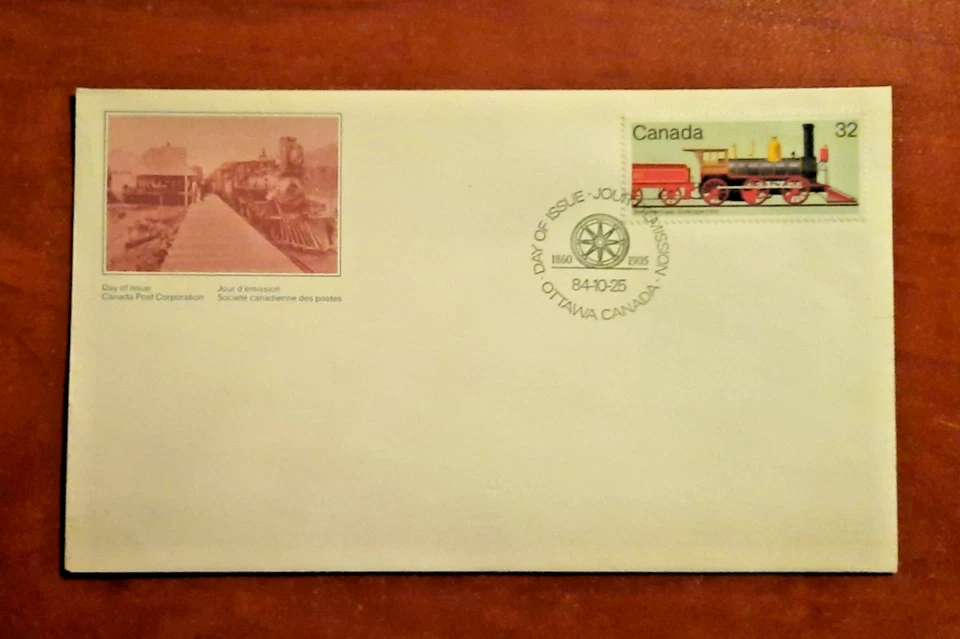 Canada 32
DAY OF ISSUE · JOUR D'ÉMISSION ·
1860 1905
84-10-25
OTTAWA CANADA ·
Day of issue Jour d'émission
Canada Post Corporation Société canadienne des postes